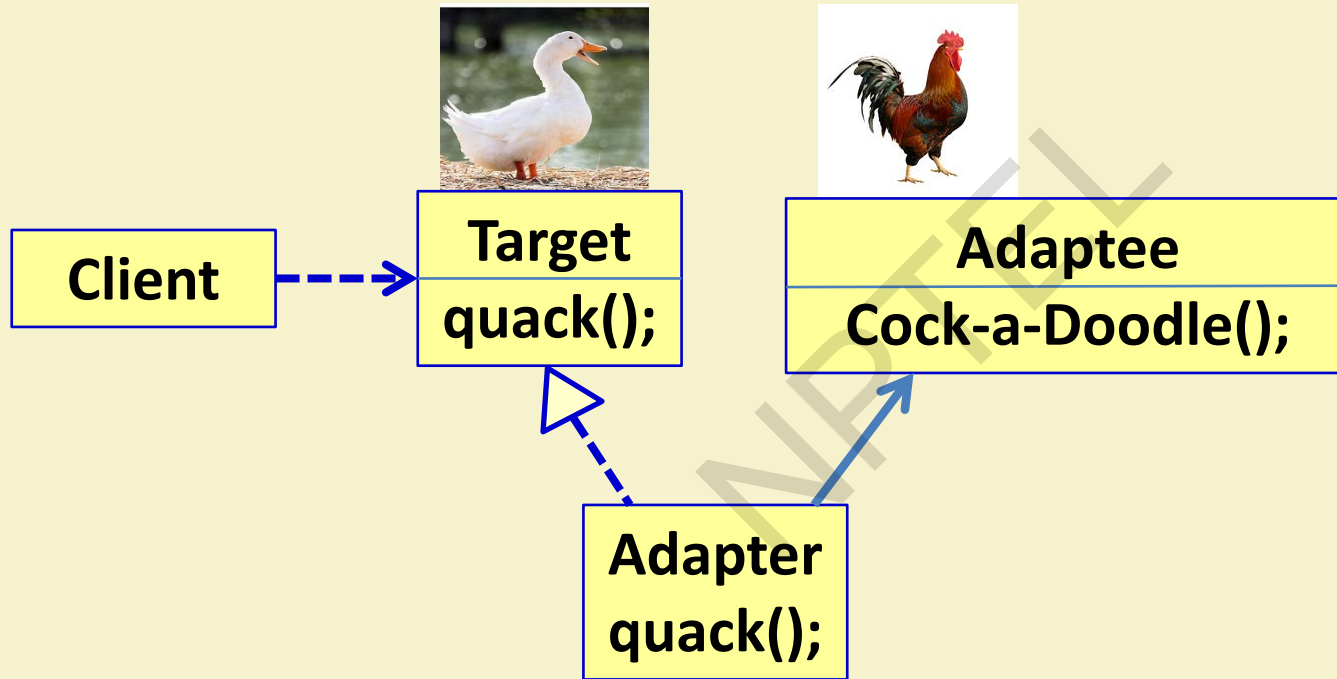 Client
Target
quack();
Adaptee
Cock-a-Doodle();
Adapter
quack();
NPTEL